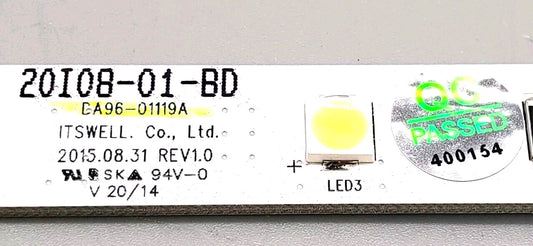 20I08-01-BD
DA96-01119A
ITSWELL. Co., Ltd.
2015.08.31 REV1.0
SK 94V-0
V 20/14
+
LED3
QC
PASSED
400154